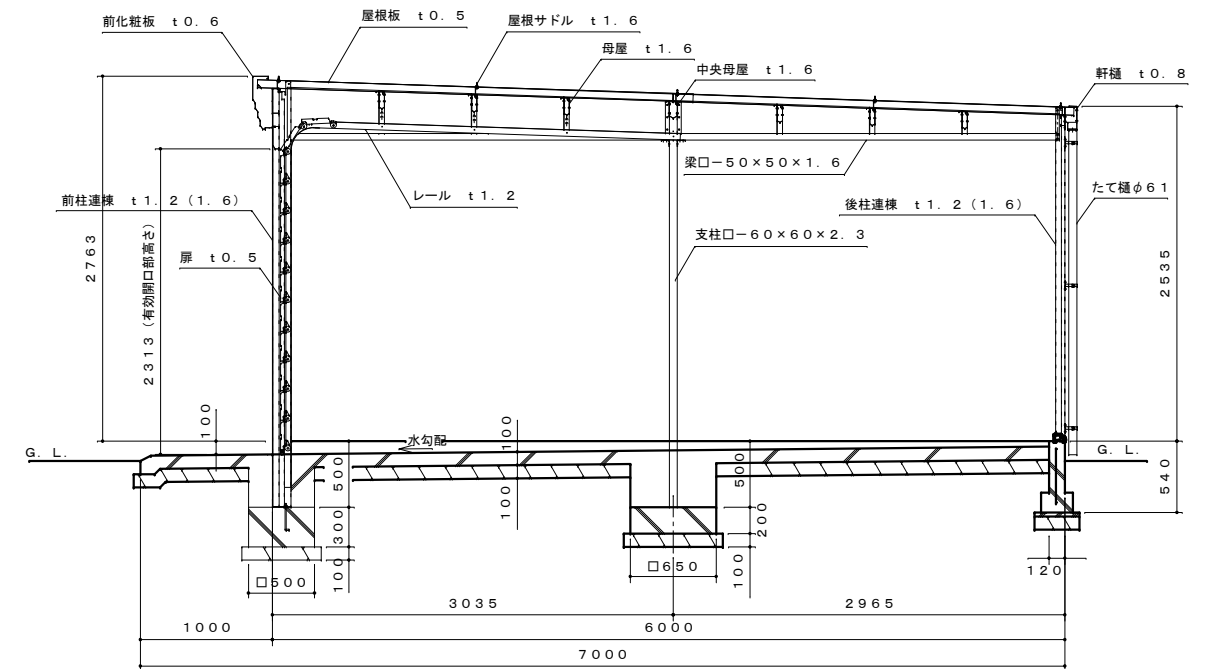 前化粧板　ｔ０．６
屋根板　ｔ０．５
屋根サドル　ｔ１．６
母屋　ｔ１．６
中央母屋　ｔ１．６
軒樋　ｔ０．８
梁ロ－５０×５０×１．６
レール　ｔ１．２
たて樋φ６１
前柱連棟　ｔ１．２（１．６）
後柱連棟　ｔ１．２（１．６）
支柱ロ－６０×６０×２．３
扉　ｔ０．５
２７６３
２３１３（有効開口部高さ）
２５３５
１００
水勾配
１００
Ｇ．Ｌ．
Ｇ．Ｌ．
５００
１００
５００
５４０
３００
２００
１００
１００
□５００
□６５０
１２０
３０３５
２９６５
１０００
６０００
７０００